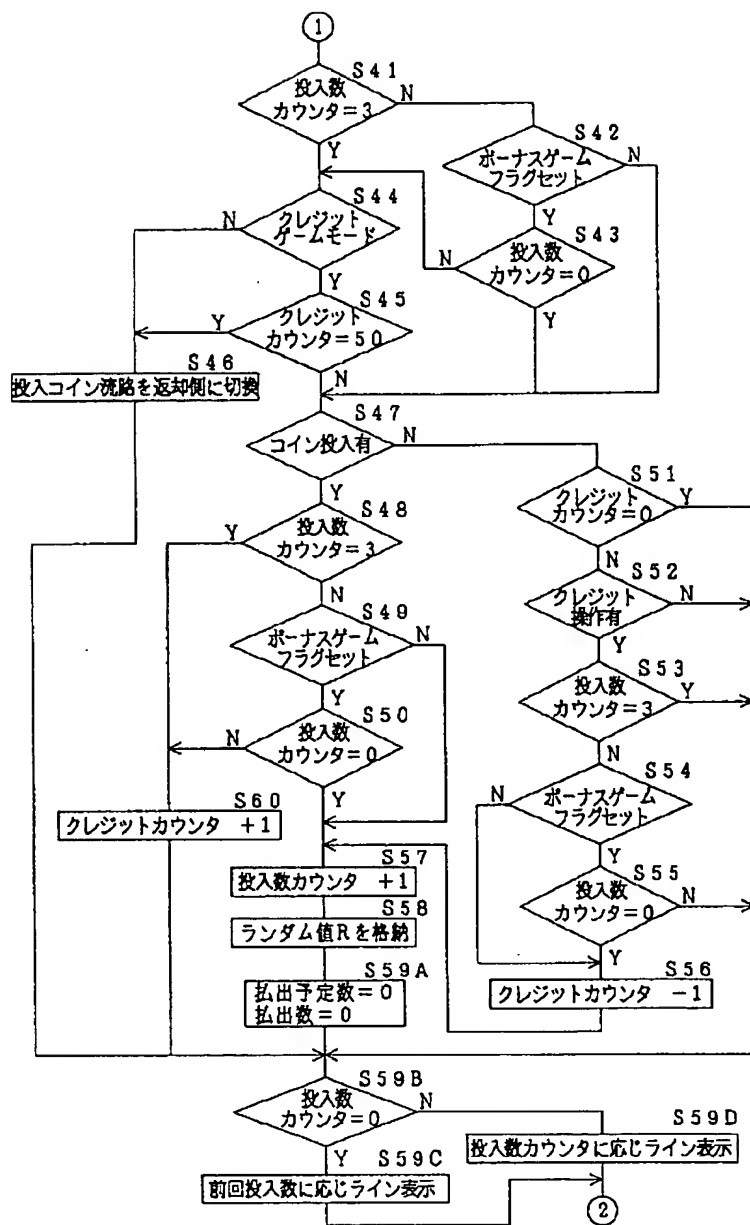 1
S41
投入数
カウンタ=3
N
Y
S42
ボーナスゲーム
フラグセット
N
Y
S43
投入数
カウンタ=0
N
Y
S44
クレジット
ゲームモード
N
Y
S45
クレジット
カウンタ=50
Y
N
S46
投入コイン流路を返却側に切換
S47
コイン投入有
N
Y
S48
投入数
カウンタ=3
Y
N
S49
ボーナスゲーム
フラグセット
N
Y
S50
投入数
カウンタ=0
N
Y
S60
クレジットカウンタ +1
S51
クレジット
カウンタ=0
Y
N
S52
クレジット
操作有
N
Y
S53
投入数
カウンタ=3
Y
N
S54
ボーナスゲーム
フラグセット
N
Y
S55
投入数
カウンタ=0
N
Y
S56
クレジットカウンタ -1
S57
投入数カウンタ +1
S58
ランダム値Rを格納
S59A
払出予定数=0
払出数=0
S59B
投入数
カウンタ=0
N
Y
S59C
前回投入数に応じライン表示
S59D
投入数カウンタに応じライン表示
2